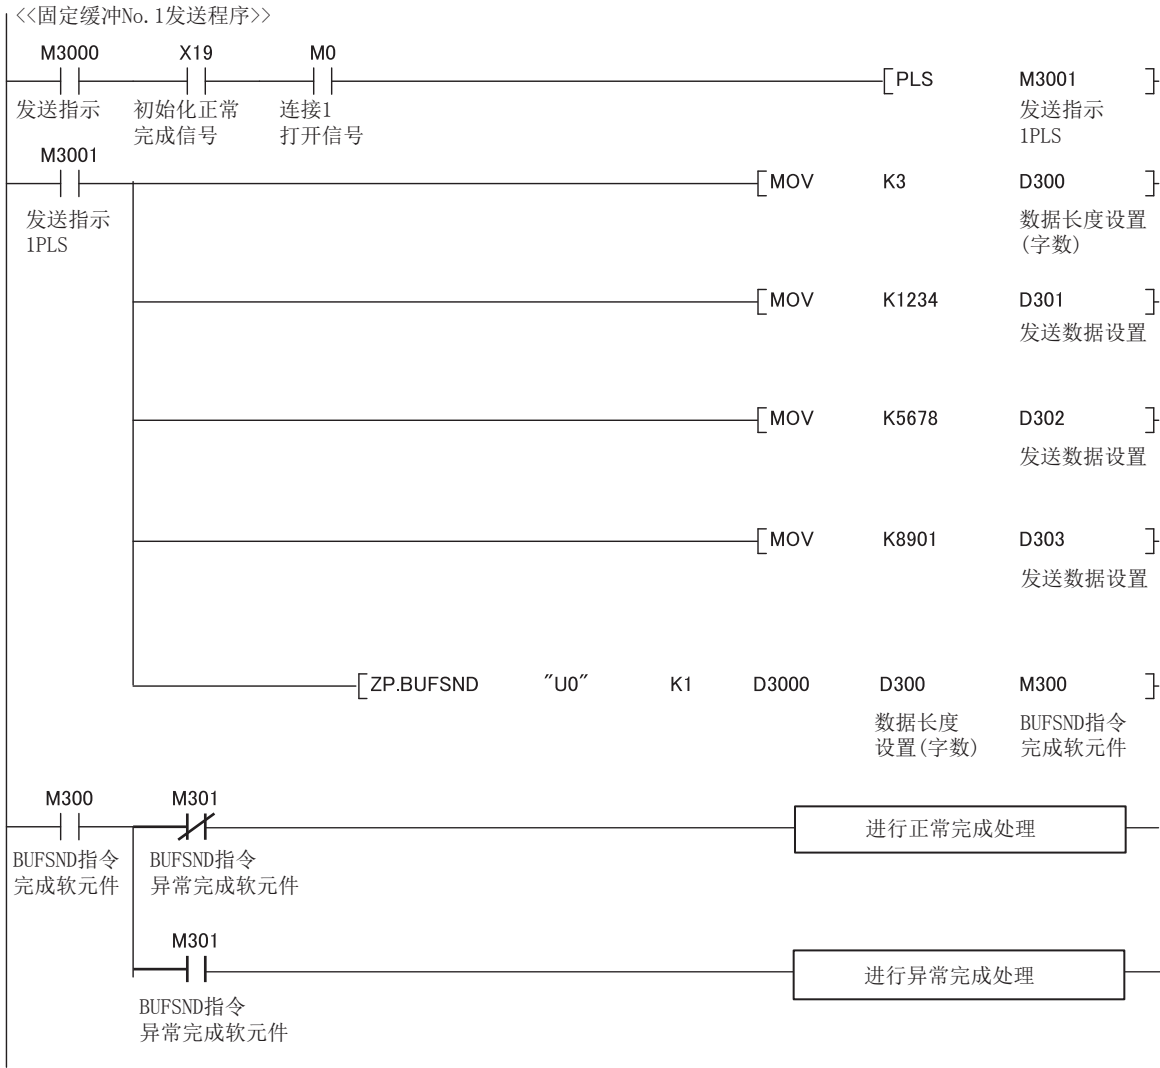 <<固定缓冲No.1发送程序>>
M3000 X19 M0
PLS M3001
发送指示 初始化正常 连接1 发送指示
完成信号 打开信号 1PLS
M3001
MOV K3 D300
发送指示 数据长度设置
1PLS (字数)
MOV K1234 D301
发送数据设置
MOV K5678 D302
发送数据设置
MOV K8901 D303
发送数据设置
ZP.BUFSND "U0" K1 D3000 D300 M300
数据长度 BUFSND指令
设置(字数) 完成软元件
M300 M301
进行正常完成处理
BUFSND指令 BUFSND指令
完成软元件 异常完成软元件
M301
进行异常完成处理
BUFSND指令
异常完成软元件